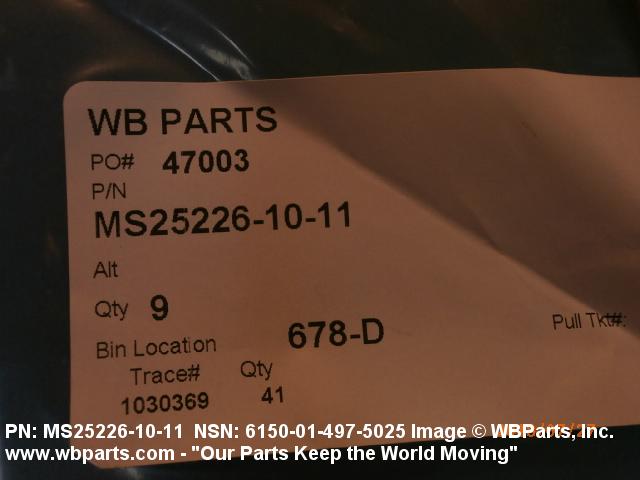 WB PARTS
PO# 47003
P/N
MS25226-10-11
Alt
Qty 9
Bin Location 678-D Pull Tkt#:
Trace# Qty
1030369 41
PN: MS25226-10-11 NSN: 6150-01-497-5025 Image © WBParts, Inc.
www.wbparts.com - "Our Parts Keep the World Moving"